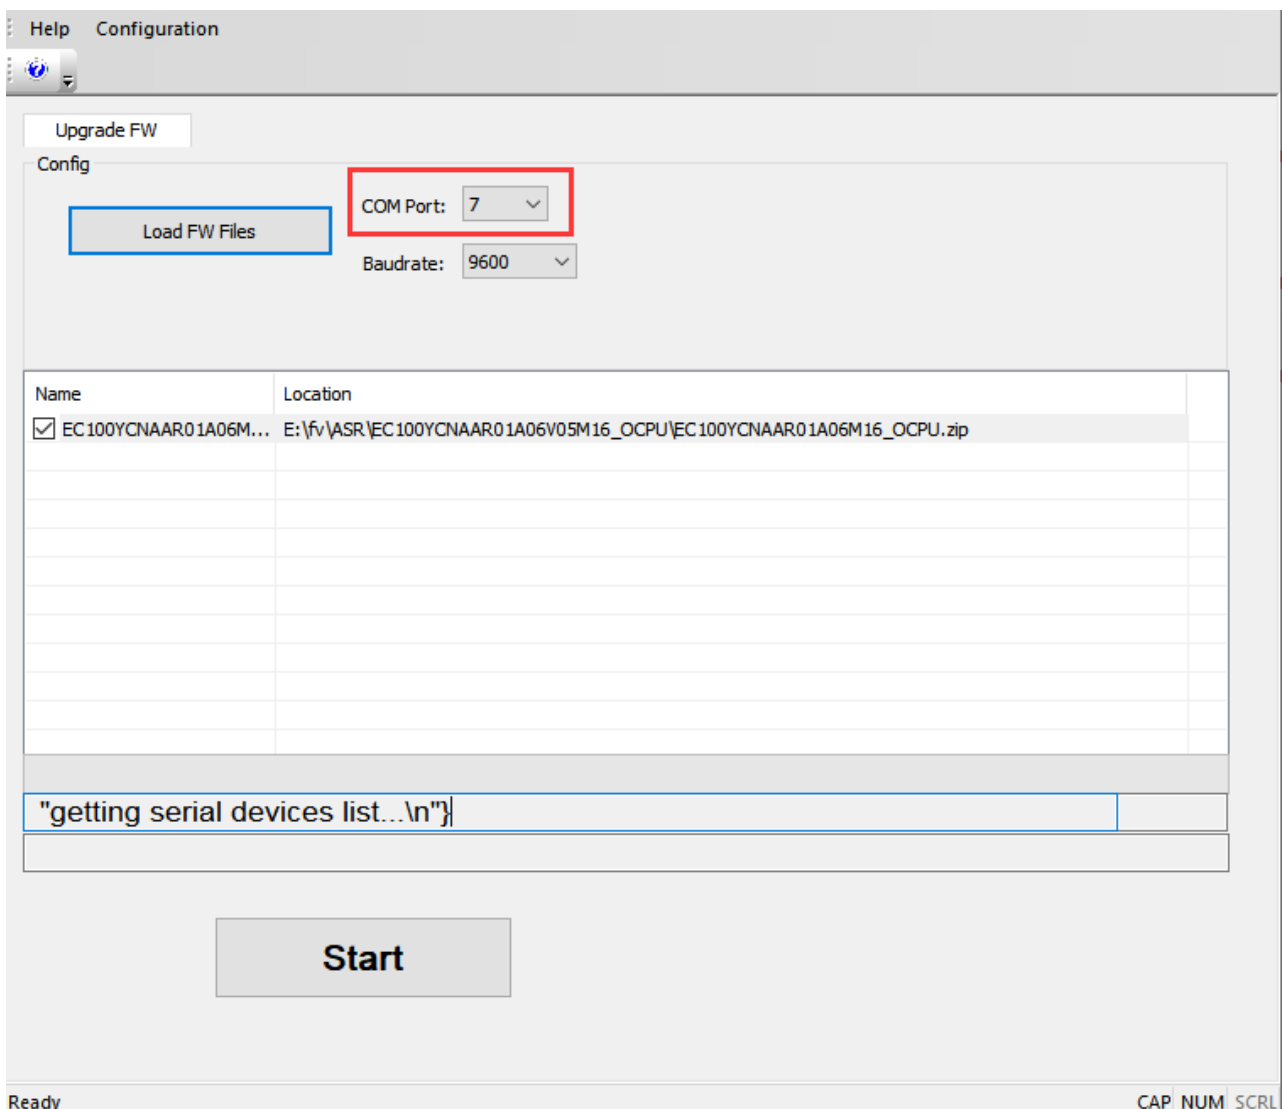 Help Configuration
Upgrade FW
Config
COM Port: 7
Load FW Files
Baudrate: 9600
Name Location
EC100YCNAAR01A06M... E:\fv\ASR\EC100YCNAAR01A06V05M16_OCPU\EC100YCNAAR01A06M16_OCPU.zip
"getting serial devices list...\n"}
Start
Ready CAP NUM SCRL